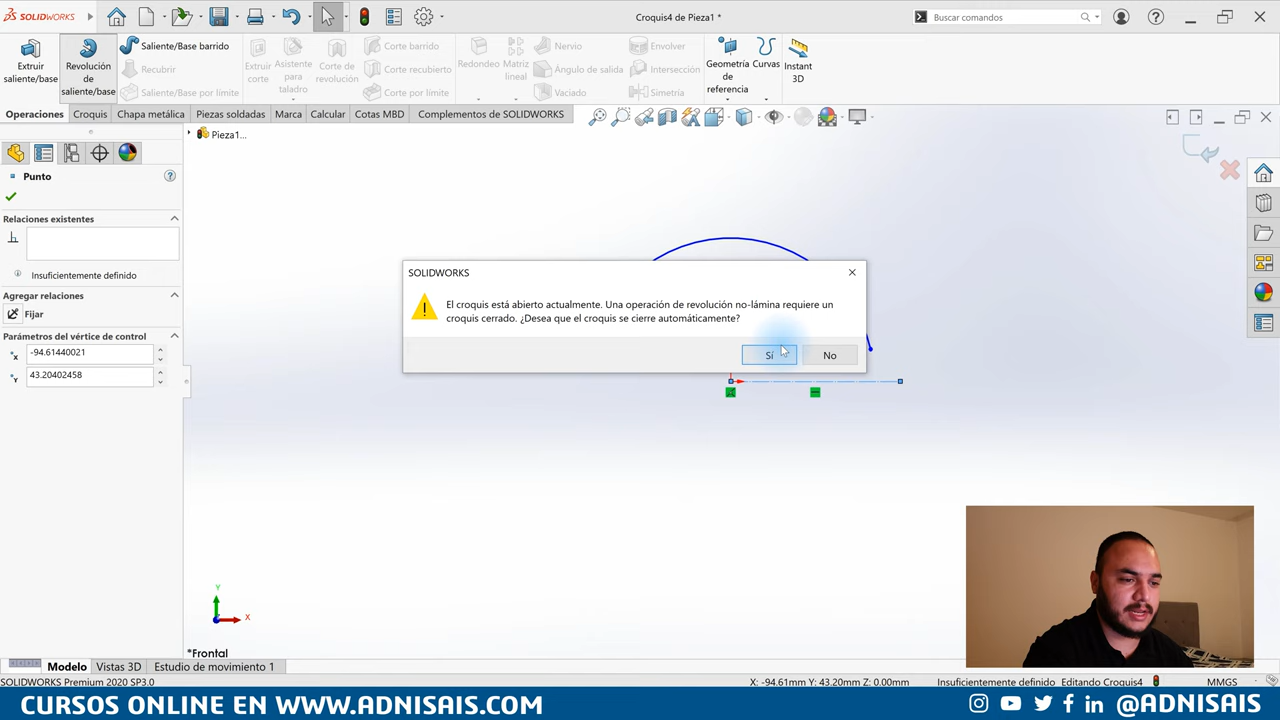 SOLIDWORKS
Croquis4 de Pieza1 *
Buscar comandos
Extruir saliente/base
Revolución de saliente/base
Saliente/Base barrido
Recubrir
Saliente/Base por límite
Extruir corte
Asistente para taladro
Corte de revolución
Corte barrido
Corte recubierto
Corte por límite
Redondeo
Matriz lineal
Nervio
Ángulo de salida
Vaciado
Envolver
Intersección
Simetría
Geometría de referencia
Curvas
Instant 3D
Operaciones
Croquis
Chapa metálica
Piezas soldadas
Marca
Calcular
Cotas MBD
Complementos de SOLIDWORKS
Pieza1...
Punto
Relaciones existentes
Insuficientemente definido
Agregar relaciones
Fijar
Parámetros del vértice de control
-94.61440021
43.20402458
SOLIDWORKS
El croquis está abierto actualmente. Una operación de revolución no-lámina requiere un
croquis cerrado. ¿Desea que el croquis se cierre automáticamente?
Sí
No
Y
X
*Frontal
Modelo
Vistas 3D
Estudio de movimiento 1
SOLIDWORKS Premium 2020 SP3.0
X: -94.61mm Y: 43.20mm Z: 0.00mm
Insuficientemente definido
Editando Croquis4
MMGS
CURSOS ONLINE EN WWW.ADNISAIS.COM
@ADNISAIS